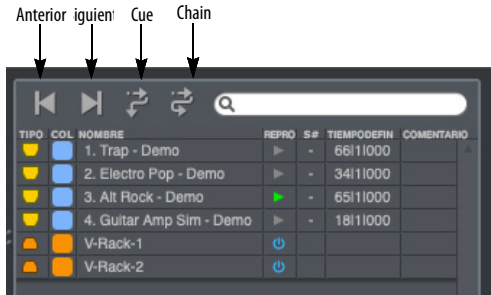 Anterior iguient Cue Chain
TIPO COL NOMBRE REPRO S# TIEMPODEFIN COMENTARIO
1. Trap - Demo - 66|1|000
2. Electro Pop - Demo - 34|1|000
3. Alt Rock - Demo - 65|1|000
4. Guitar Amp Sim - Demo - 18|1|000
V-Rack-1
V-Rack-2